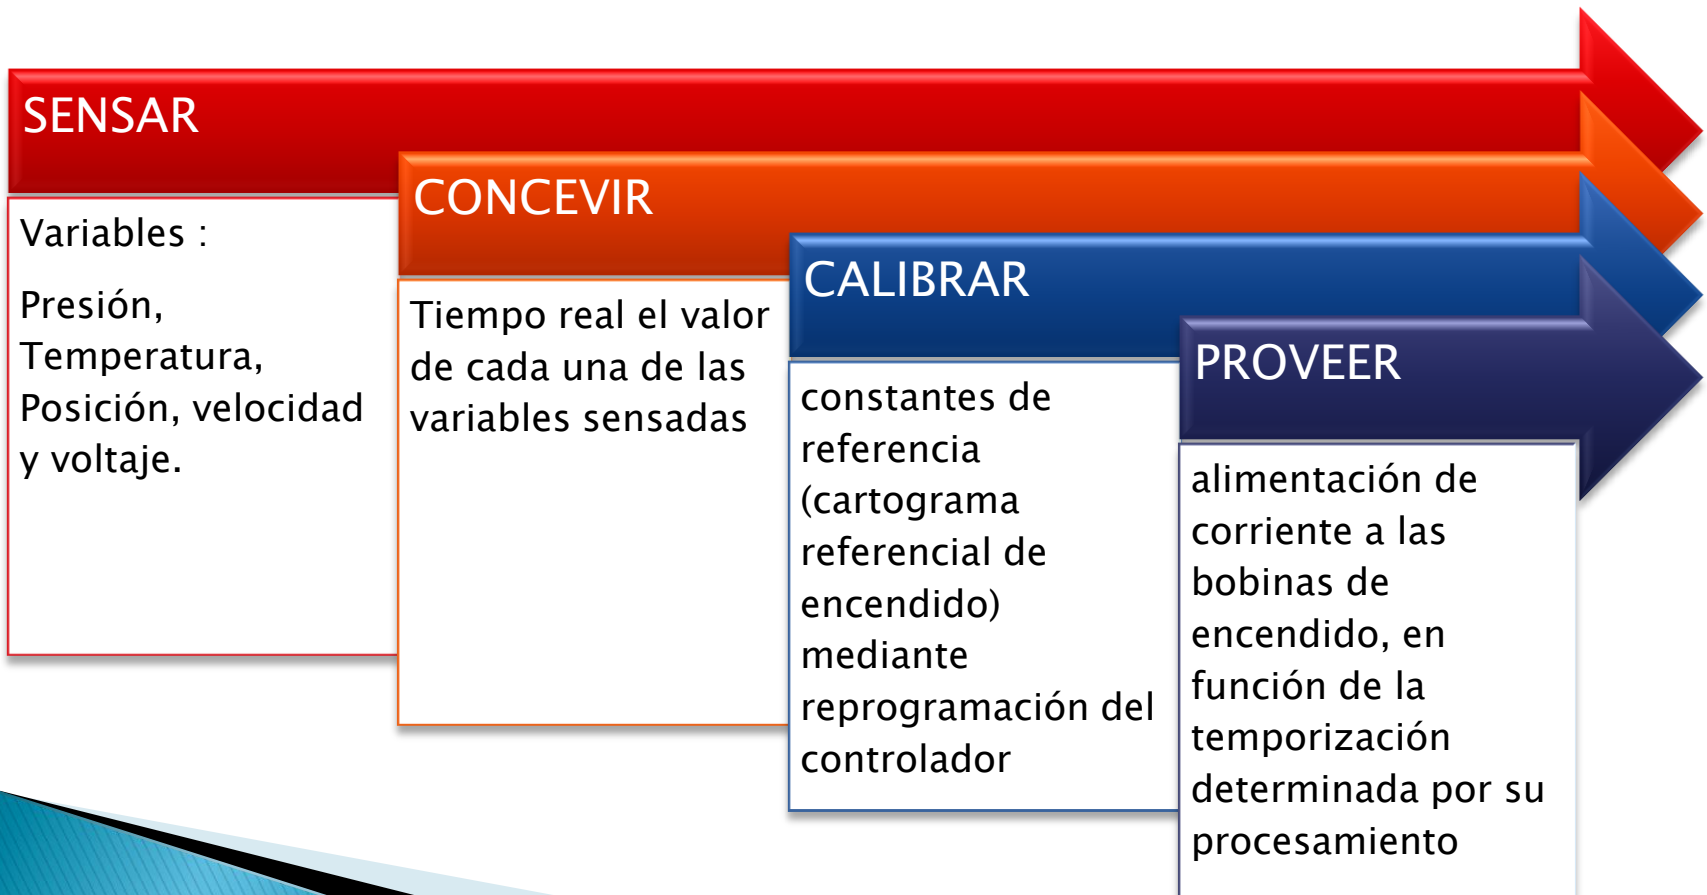 SENSAR
Variables :
Presión,
Temperatura,
Posición, velocidad
y voltaje.
CONCEVIR
Tiempo real el valor
de cada una de las
variables sensadas
CALIBRAR
constantes de
referencia
(cartograma
referencial de
encendido)
mediante
reprogramación del
controlador
PROVEER
alimentación de
corriente a las
bobinas de
encendido, en
función de la
temporización
determinada por su
procesamiento